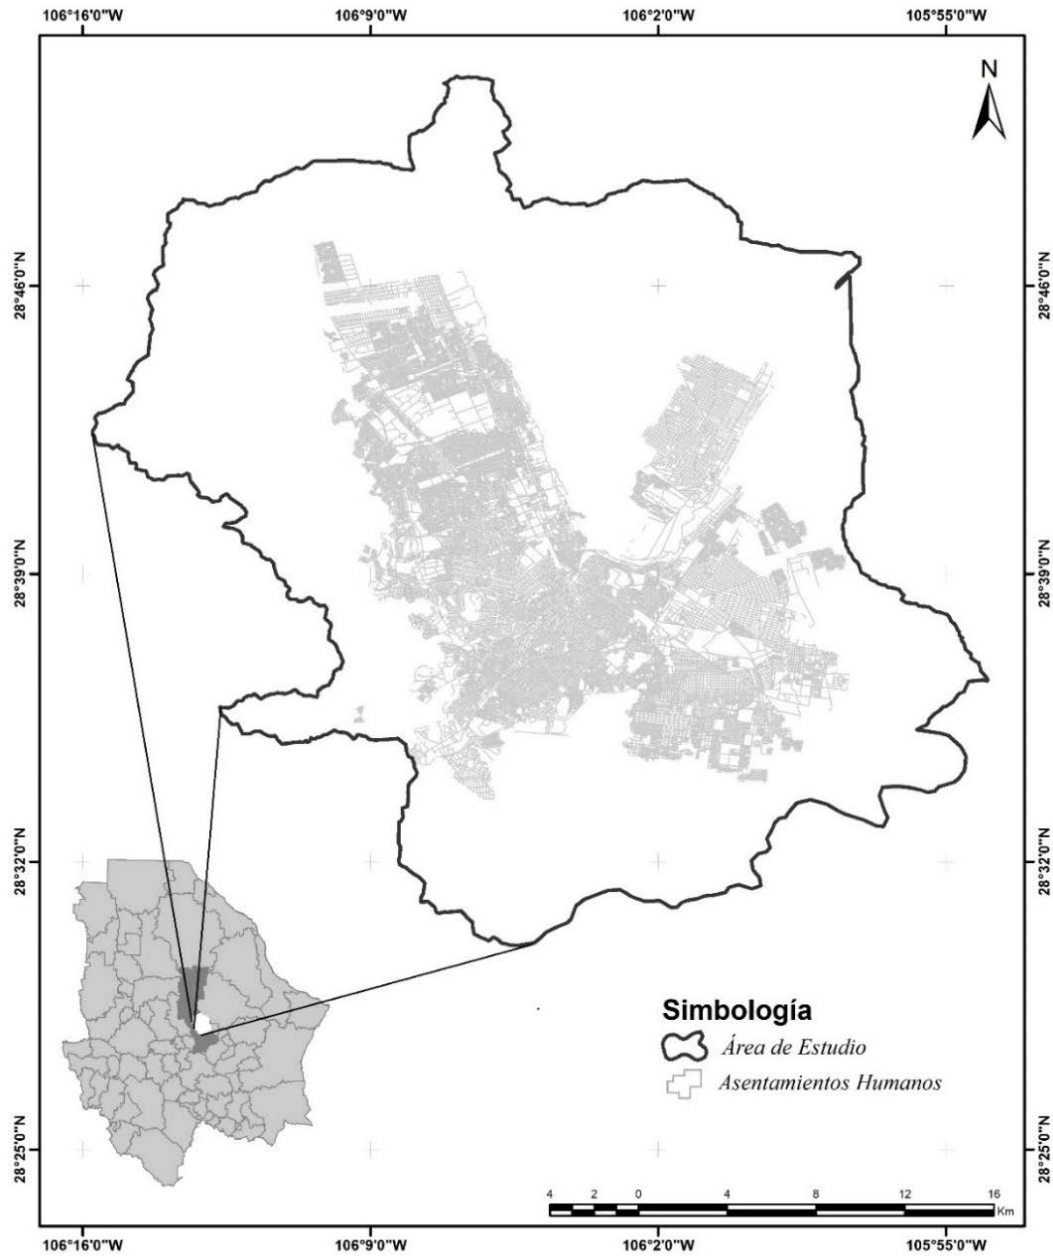 106°16'0"W 106°9'0"W 106°2'0"W 105°55'0"W
N
28°46'0"N 28°46'0"N
28°39'0"N 28°39'0"N
28°32'0"N 28°32'0"N
Simbología
Área de Estudio
Asentamientos Humanos
28°25'0"N 28°25'0"N
4 2 0 4 8 12 16
Km
106°16'0"W 106°9'0"W 106°2'0"W 105°55'0"W